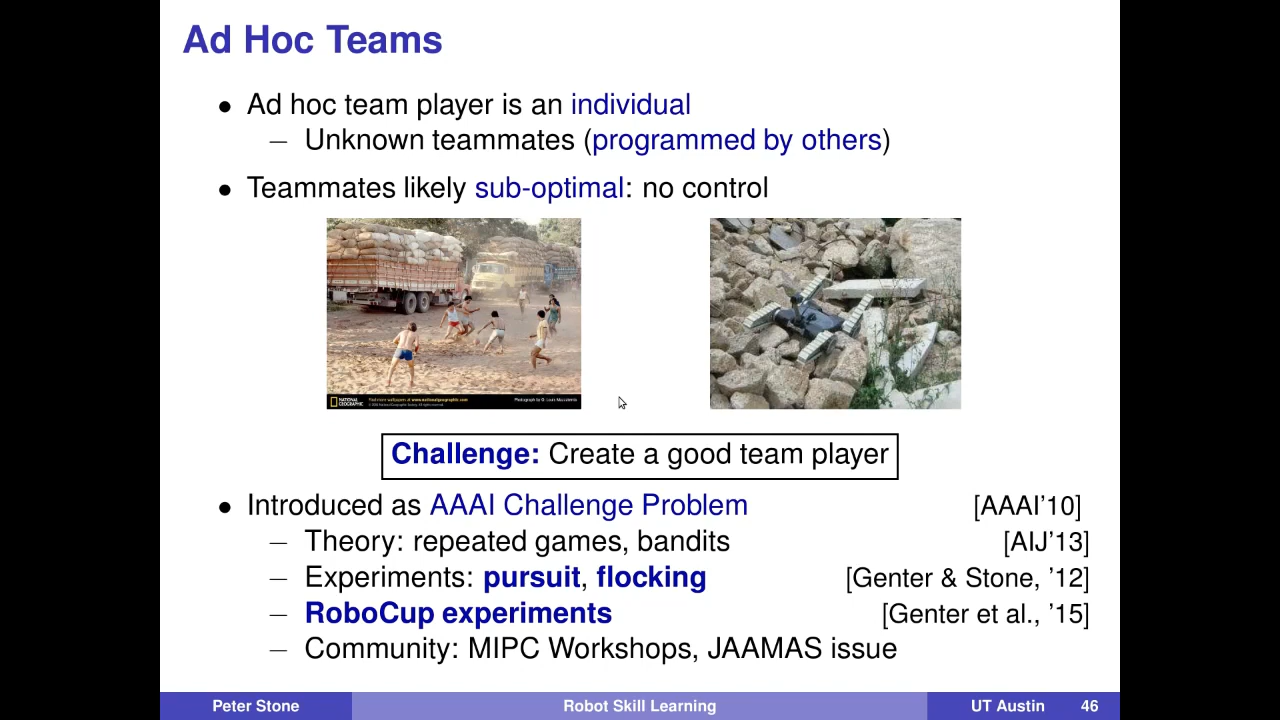 Ad Hoc Teams
• Ad hoc team player is an individual
– Unknown teammates (programmed by others)
• Teammates likely sub-optimal: no control
NATIONAL GEOGRAPHIC
Challenge: Create a good team player
• Introduced as AAAI Challenge Problem [AAAI'10]
– Theory: repeated games, bandits [AIJ'13]
– Experiments: pursuit, flocking [Genter & Stone, '12]
– RoboCup experiments [Genter et al., '15]
– Community: MIPC Workshops, JAAMAS issue
Peter Stone Robot Skill Learning UT Austin 46